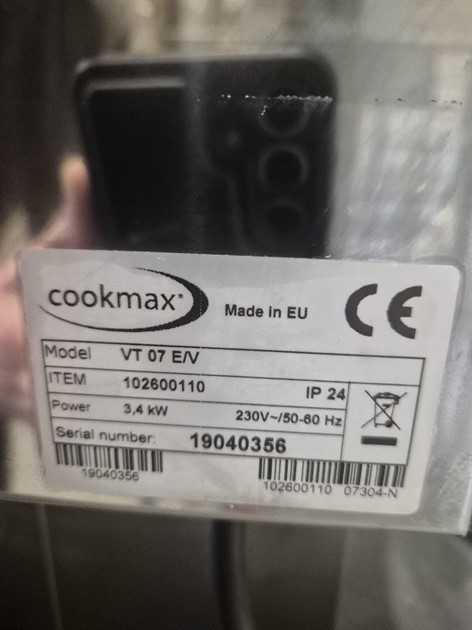 cookmax®
Made in EU
CE
Model VT 07 E/V
ITEM 102600110 IP 24
Power 3,4 kW 230V~/50-60 Hz
Serial number: 19040356
19040356
102600110 07304-N